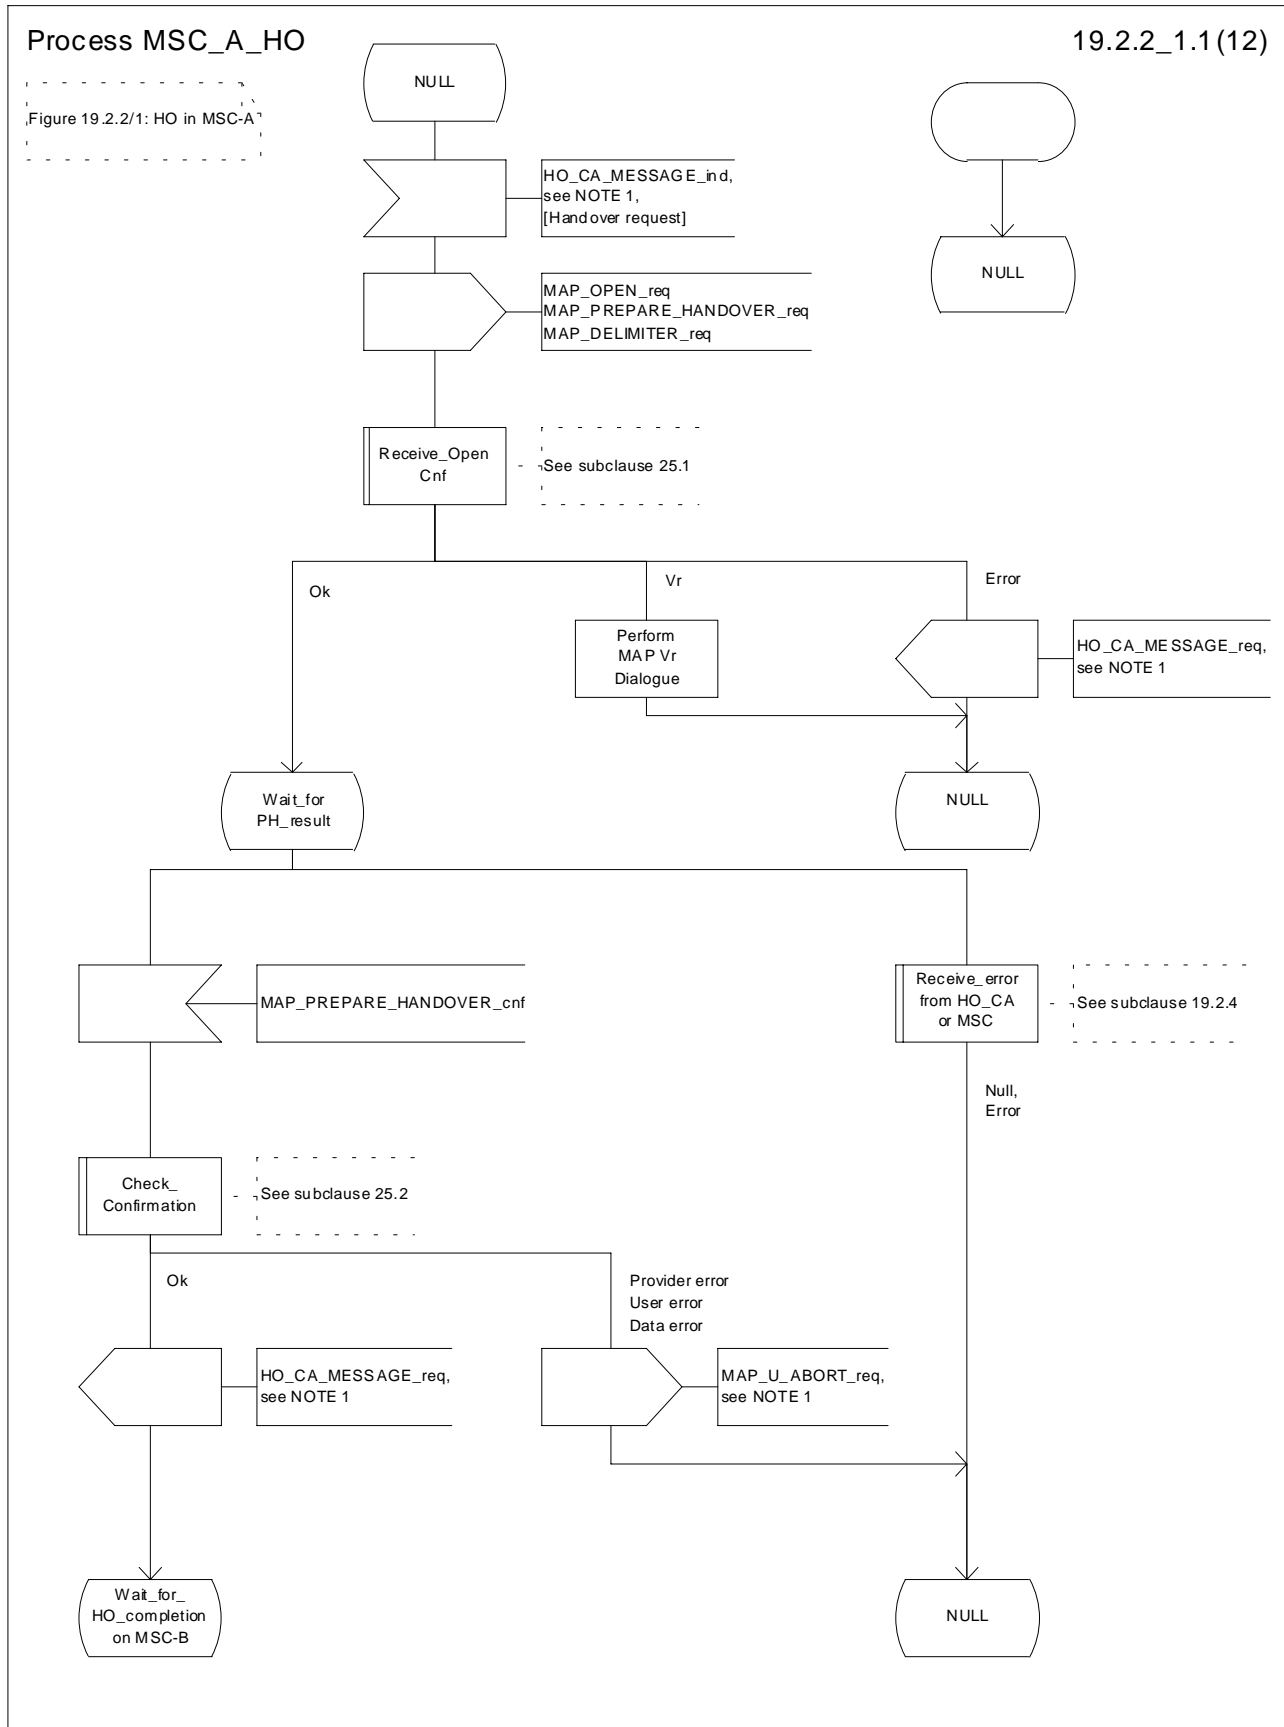 Process MSC_A_HO
19.2.2_1.1(12)
Figure 19.2.2/1: HO in MSC-A
NULL
HO_CA_MESSAGE_ind,
see NOTE 1,
[Handover request]
NULL
MAP_OPEN_req
MAP_PREPARE_HANDOVER_req
MAP_DELIMITER_req
Receive_Open
Cnf
See subclause 25.1
Ok
Vr
Error
Perform
MAP Vr
Dialogue
HO_CA_MESSAGE_req,
see NOTE 1
Wait_for
PH_result
NULL
MAP_PREPARE_HANDOVER_cnf
Receive_error
from HO_CA
or MSC
See subclause 19.2.4
Null,
Error
Check_
Confirmation
See subclause 25.2
Ok
Provider error
User error
Data error
HO_CA_MESSAGE_req,
see NOTE 1
MAP_U_ABORT_req,
see NOTE 1
Wait_for_
HO_completion
on MSC-B
NULL